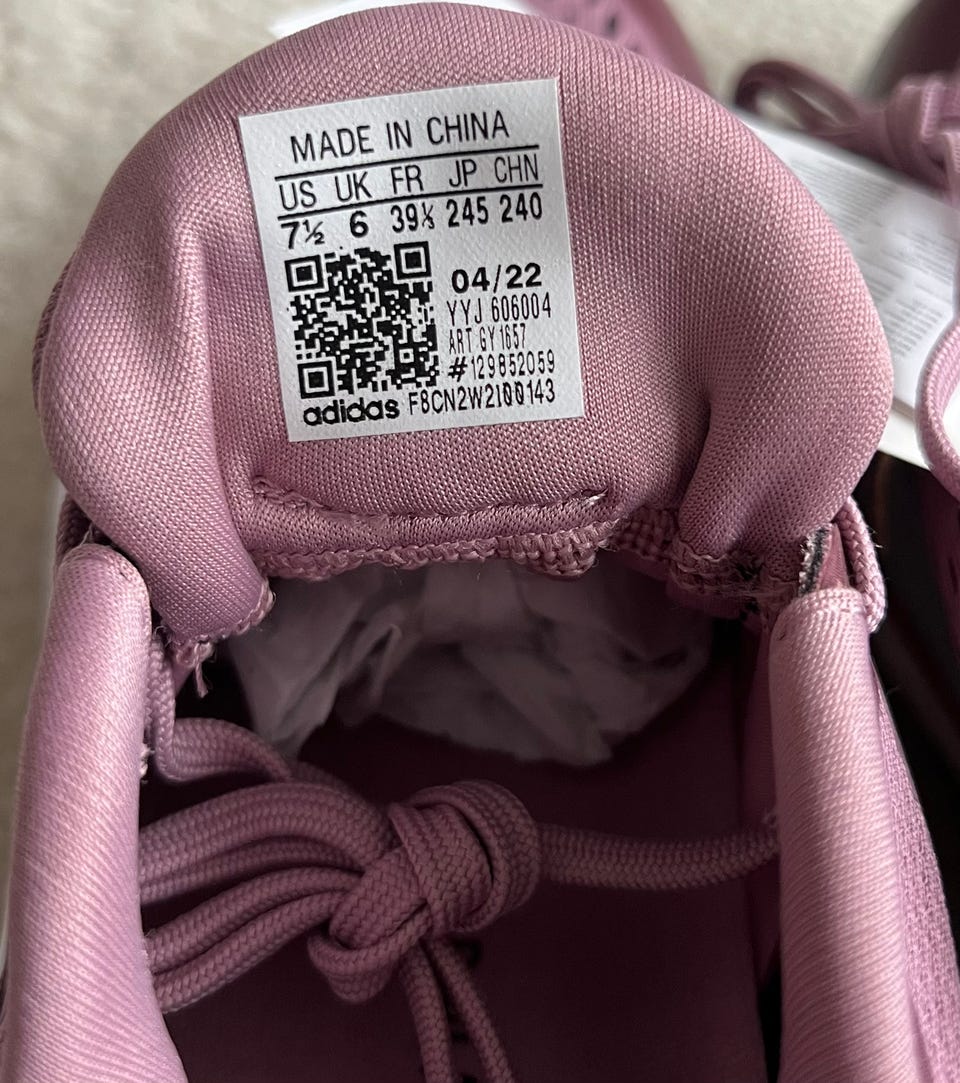 MADE IN CHINA
US UK FR JP CHN
7½ 6 39⅓ 245 240
04/22
YYJ 606004
ART GY1657
#129852059
adidas F8CN2W2I00143